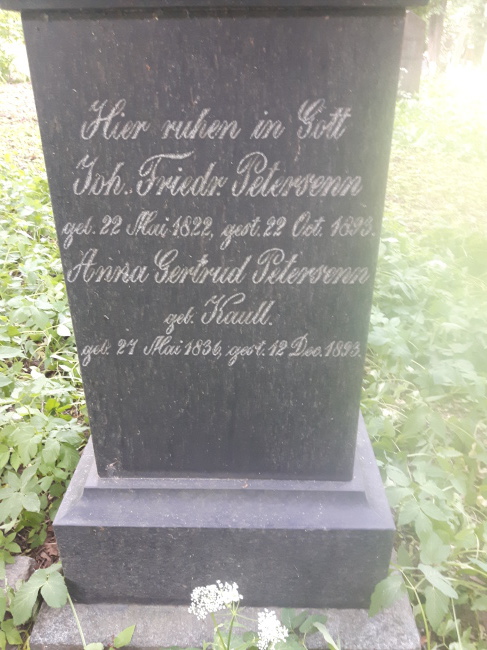 Hier ruhen in Gott
Joh. Friedr. Petersenn
geb. 22 Mai 1822, gest. 22 Oct. 1893.
Anna Gertrud Petersenn
geb. Kaull.
geb. 27 Mai 1836, gest. 12 Dec. 1893.